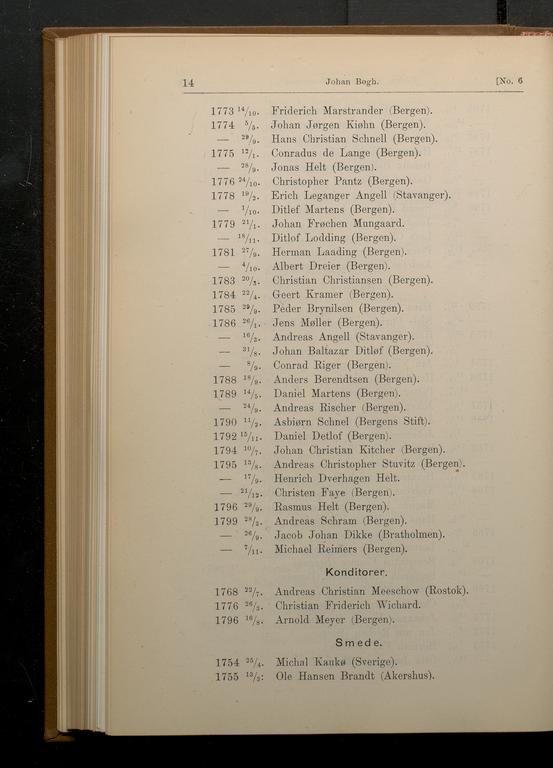 14 Johan Bøgh. [No. 6
1773 14/10. Friderich Marstrander (Bergen).
1774 5/5. Johan Jørgen Kiøhn (Bergen).
— 29/9. Hans Christian Schnell (Bergen).
1775 12/1. Conradus de Lange (Bergen).
— 28/9. Jonas Helt (Bergen).
1776 24/10. Christopher Pantz (Bergen).
1778 19/2. Erich Leganger Angell (Stavanger).
— 1/10. Ditlef Martens (Bergen).
1779 21/1. Johan Frøchen Mungaard.
— 18/11. Ditlof Lodding (Bergen).
1781 27/9. Herman Laading (Bergen).
— 4/10. Albert Dreier (Bergen).
1783 20/3. Christian Christiansen (Bergen).
1784 22/4. Geert Kramer (Bergen).
1785 29/9. Peder Brynilsen (Bergen).
1786 26/1. Jens Møller (Bergen).
— 16/2. Andreas Angell (Stavanger).
— 31/8. Johan Baltazar Ditløf (Bergen).
— 8/9. Conrad Riger (Bergen).
1788 18/9. Anders Berendtsen (Bergen).
1789 14/5. Daniel Martens (Bergen).
— 24/9. Andreas Rischer (Bergen).
1790 11/2. Asbiørn Schnel (Bergens Stift).
1792 15/11. Daniel Detlof (Bergen).
1794 10/7. Johan Christian Kitcher (Bergen).
1795 13/8. Andreas Christopher Stuvitz (Bergen).
— 17/9. Henrich Dverhagen Helt.
— 21/12. Christen Faye (Bergen).
1796 29/9. Rasmus Helt (Bergen).
1799 28/2. Andreas Schram (Bergen).
— 26/9. Jacob Johan Dikke (Bratholmen).
— 7/11. Michael Reimers (Bergen).
Konditorer.
1768 22/7. Andreas Christian Meeschow (Rostok).
1776 26/3. Christian Friderich Wichard.
1796 16/8. Arnold Meyer (Bergen).
Smede.
1754 25/4. Michal Kaukø (Sverige).
1755 13/3: Ole Hansen Brandt (Akershus).